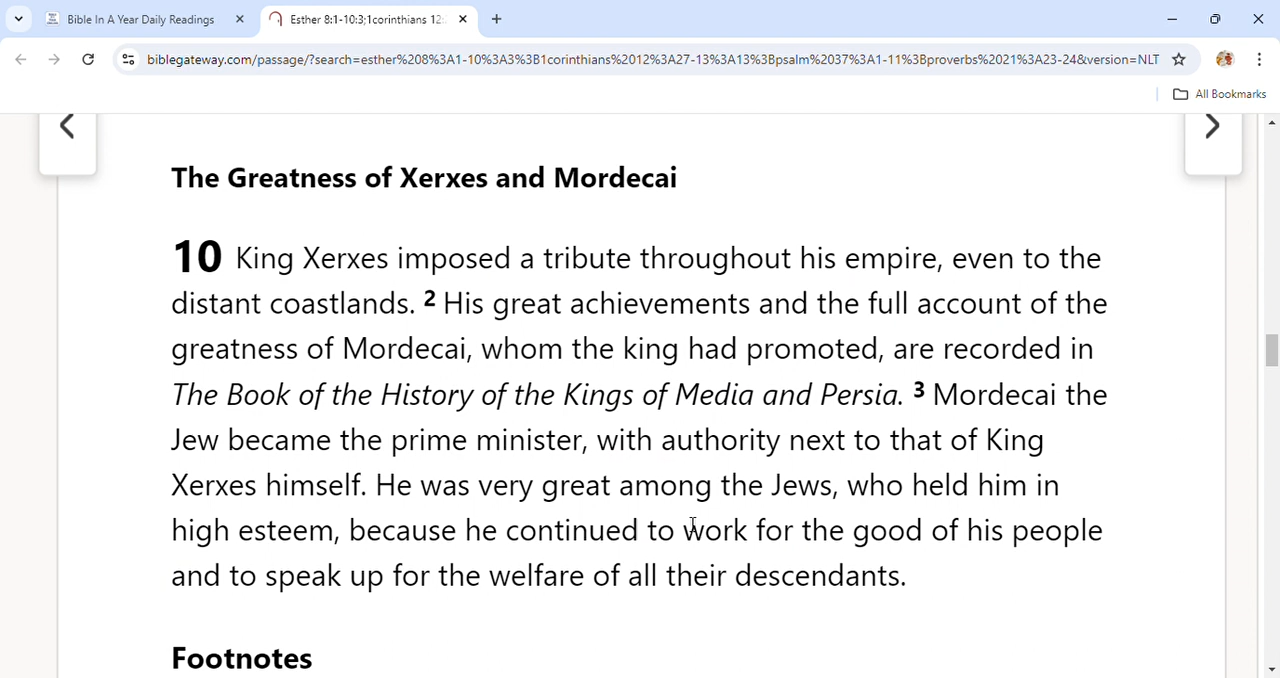 Bible In A Year Daily Readings
Esther 8:1-10:3;1corinthians 12:
biblegateway.com/passage/?search=esther%208%3A1-10%3A3%3B1corinthians%2012%3A27-13%3A13%3Bpsalm%2037%3A1-11%3Bproverbs%2021%3A23-24&version=NLT
All Bookmarks
The Greatness of Xerxes and Mordecai
10 King Xerxes imposed a tribute throughout his empire, even to the
distant coastlands. 2 His great achievements and the full account of the
greatness of Mordecai, whom the king had promoted, are recorded in
The Book of the History of the Kings of Media and Persia. 3 Mordecai the
Jew became the prime minister, with authority next to that of King
Xerxes himself. He was very great among the Jews, who held him in
high esteem, because he continued to work for the good of his people
and to speak up for the welfare of all their descendants.
Footnotes